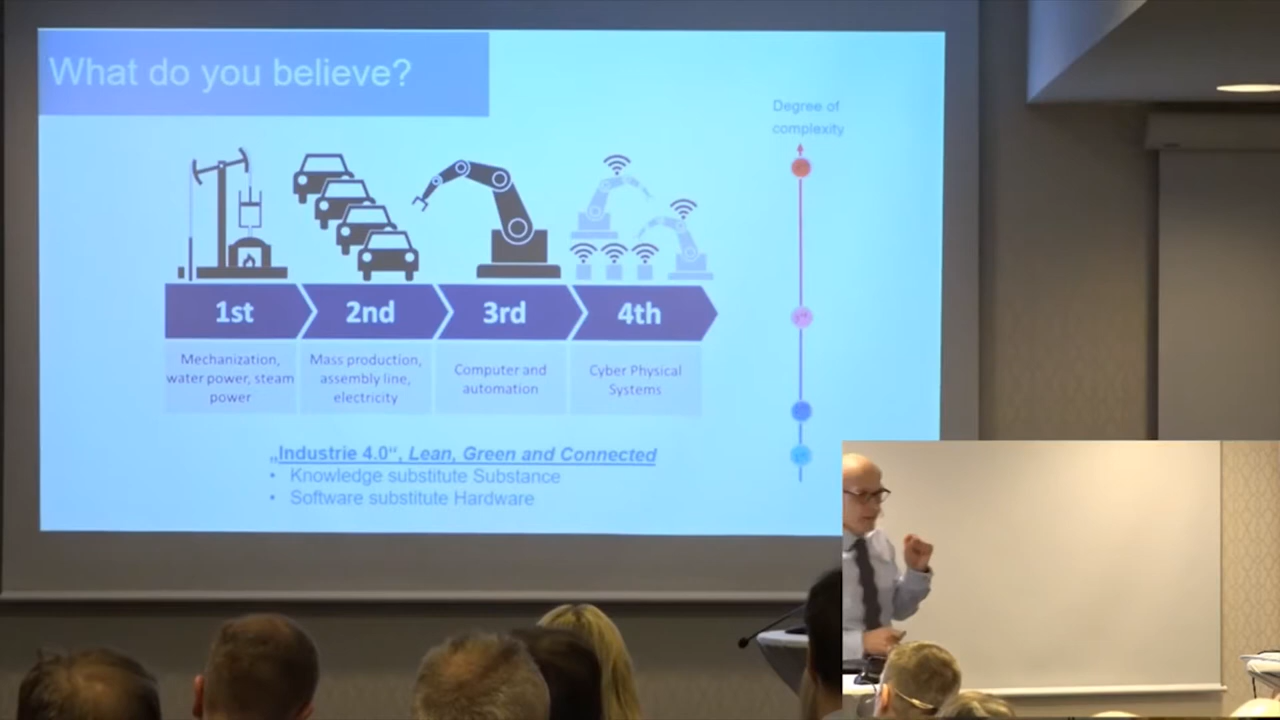 What do you believe?
Degree of
complexity
1st
2nd
3rd
4th
Mechanization,
water power, steam
power
Mass production,
assembly line,
electricity
Computer and
automation
Cyber Physical
Systems
„Industrie 4.0“, Lean, Green and Connected
• Knowledge substitute Substance
• Software substitute Hardware